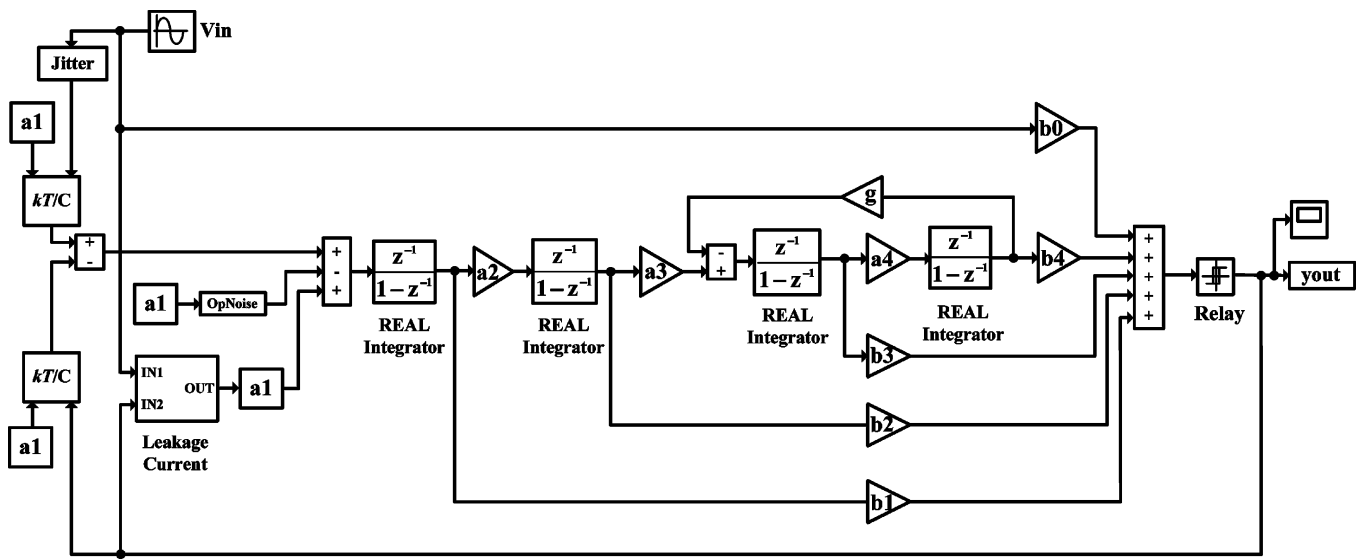 Vin
Jitter
a1
b0
kT/C
g
+
-
+
-
+
a2
z⁻¹
1 − z⁻¹
REAL
Integrator
z⁻¹
1 − z⁻¹
REAL
Integrator
a3
-
+
z⁻¹
1 − z⁻¹
REAL
Integrator
a4
z⁻¹
1 − z⁻¹
REAL
Integrator
b4
+
+
+
+
+
Relay
yout
a1
OpNoise
b3
kT/C
IN1
IN2
OUT
Leakage
Current
a1
a1
b2
b1